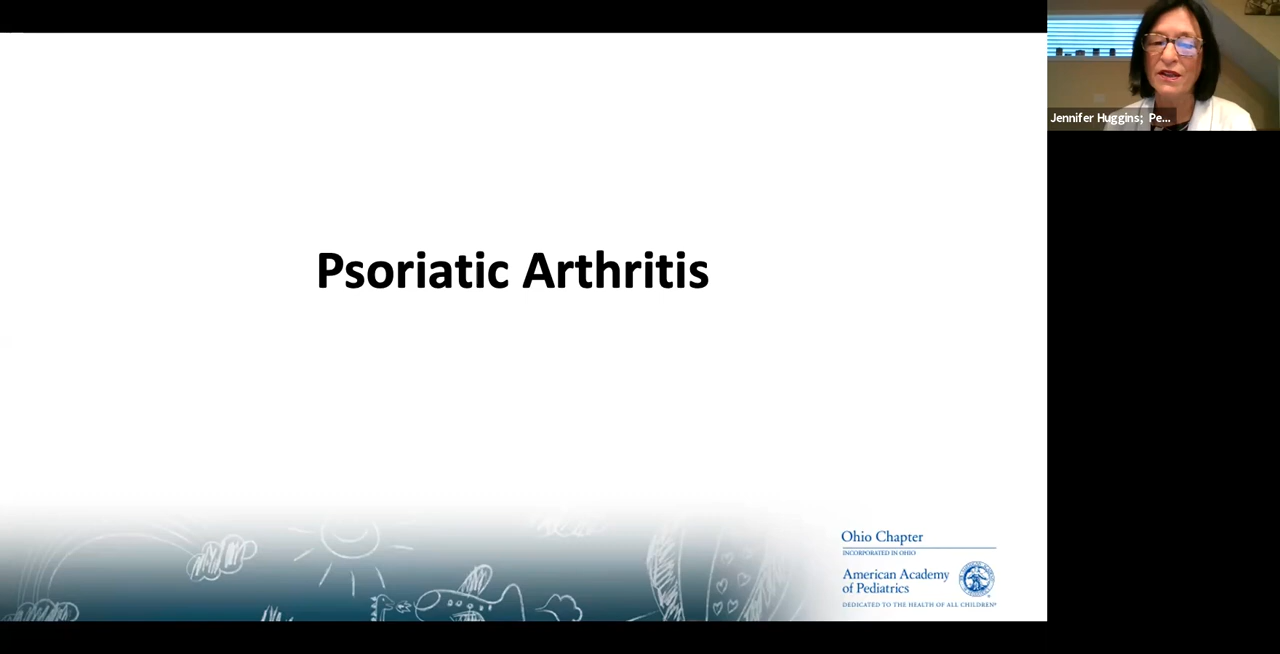 Psoriatic Arthritis
Jennifer Huggins; Pe...
Ohio Chapter
INCORPORATED IN OHIO
American Academy
of Pediatrics
DEDICATED TO THE HEALTH OF ALL CHILDREN®